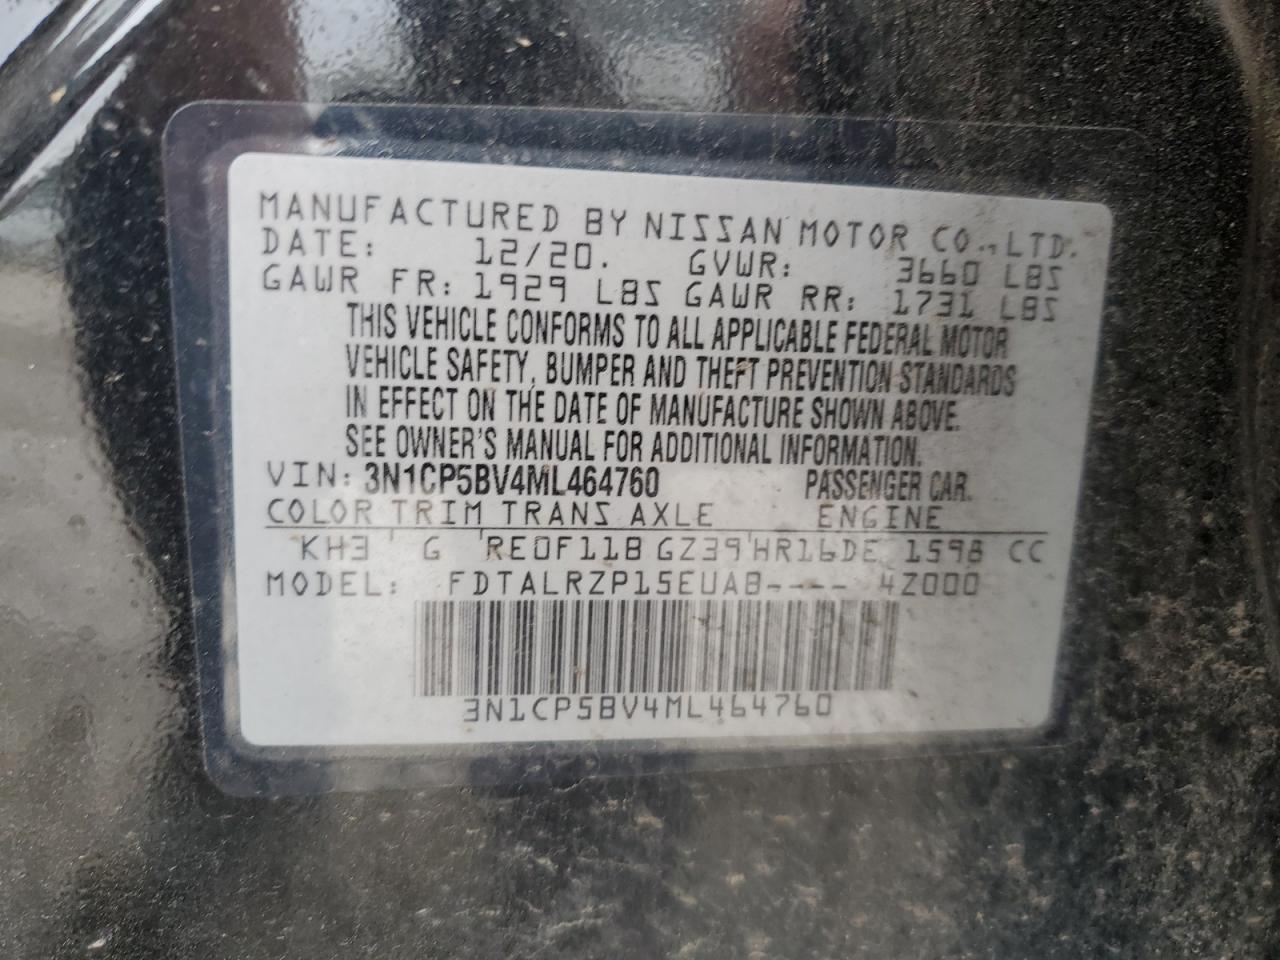 MANUFACTURED BY NISSAN MOTOR CO., LTD.
DATE: 12/20. GVWR: 3660 LBS
GAWR FR: 1929 LBS GAWR RR: 1731 LBS
THIS VEHICLE CONFORMS TO ALL APPLICABLE FEDERAL MOTOR
VEHICLE SAFETY, BUMPER AND THEFT PREVENTION STANDARDS
IN EFFECT ON THE DATE OF MANUFACTURE SHOWN ABOVE.
SEE OWNER'S MANUAL FOR ADDITIONAL INFORMATION.
VIN: 3N1CP5BV4ML464760 PASSENGER CAR.
COLOR TRIM TRANS AXLE ENGINE
KH3 ' G ' RE0F11B GZ39 ' HR16DE 1598 CC
MODEL: FDTALRZP15EUAB---- 4Z000
3N1CP5BV4ML464760